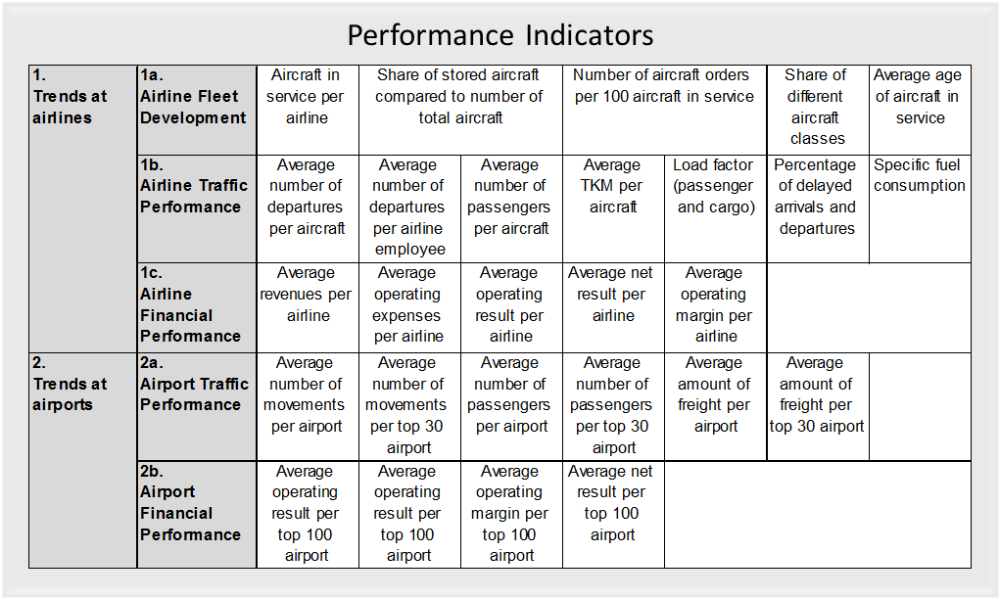 Performance Indicators
1.
Trends at
airlines
1a.
Airline Fleet
Development
Aircraft in
service per
airline
Share of stored aircraft
compared to number of
total aircraft
Number of aircraft orders
per 100 aircraft in service
Share of
different
aircraft
classes
Average age
of aircraft in
service
1b.
Airline Traffic
Performance
Average
number of
departures
per aircraft
Average
number of
departures
per airline
employee
Average
number of
passengers
per aircraft
Average
TKM per
aircraft
Load factor
(passenger
and cargo)
Percentage
of delayed
arrivals and
departures
Specific fuel
consumption
1c.
Airline
Financial
Performance
Average
revenues per
airline
Average
operating
expenses
per airline
Average
operating
result per
airline
Average net
result per
airline
Average
operating
margin per
airline
2.
Trends at
airports
2a.
Airport Traffic
Performance
Average
number of
movements
per airport
Average
number of
movements
per top 30
airport
Average
number of
passengers
per airport
Average
number of
passengers
per top 30
airport
Average
amount of
freight per
airport
Average
amount of
freight per
top 30 airport
2b.
Airport
Financial
Performance
Average
operating
result per
top 100
airport
Average
operating
result per
top 100
airport
Average
operating
margin per
top 100
airport
Average net
result per
top 100
airport